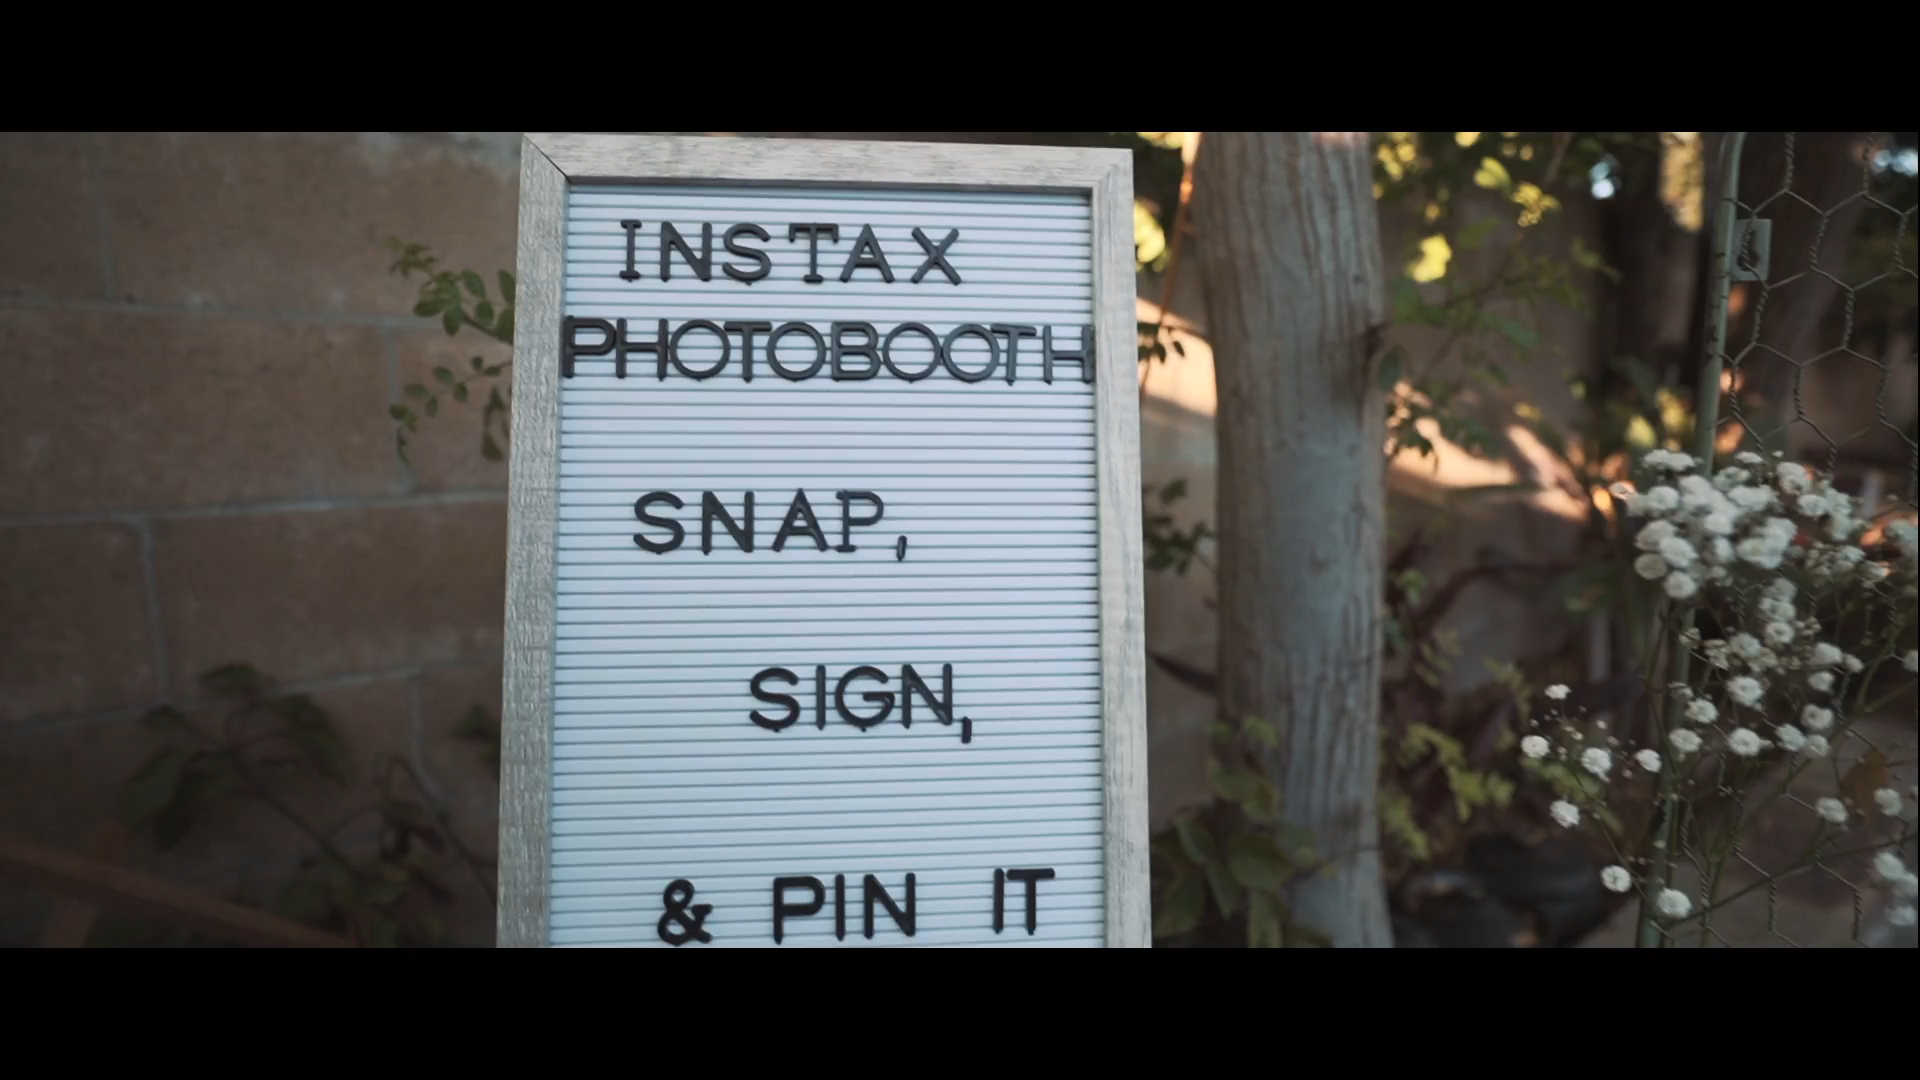 INSTAX
PHOTOBOOTH
SNAP,
SIGN,
& PIN IT